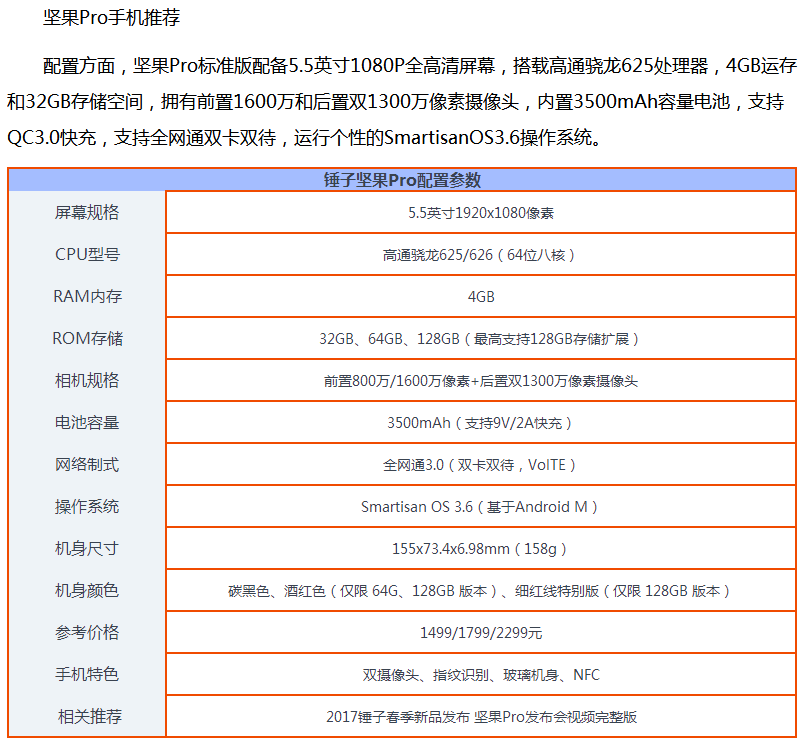 坚果Pro手机推荐
配置方面，坚果Pro标准版配备5.5英寸1080P全高清屏幕，搭载高通骁龙625处理器，4GB运存
和32GB存储空间，拥有前置1600万和后置双1300万像素摄像头，内置3500mAh容量电池，支持
QC3.0快充，支持全网通双卡双待，运行个性的SmartisanOS3.6操作系统。
锤子坚果Pro配置参数
屏幕规格 5.5英寸1920x1080像素
CPU型号 高通骁龙625/626（64位八核）
RAM内存 4GB
ROM存储 32GB、64GB、128GB（最高支持128GB存储扩展）
相机规格 前置800万/1600万像素+后置双1300万像素摄像头
电池容量 3500mAh（支持9V/2A快充）
网络制式 全网通3.0（双卡双待，VolTE）
操作系统 Smartisan OS 3.6（基于Android M）
机身尺寸 155x73.4x6.98mm（158g）
机身颜色 碳黑色、酒红色（仅限 64G、128GB 版本）、细红线特别版（仅限 128GB 版本）
参考价格 1499/1799/2299元
手机特色 双摄像头、指纹识别、玻璃机身、NFC
相关推荐 2017锤子春季新品发布 坚果Pro发布会视频完整版